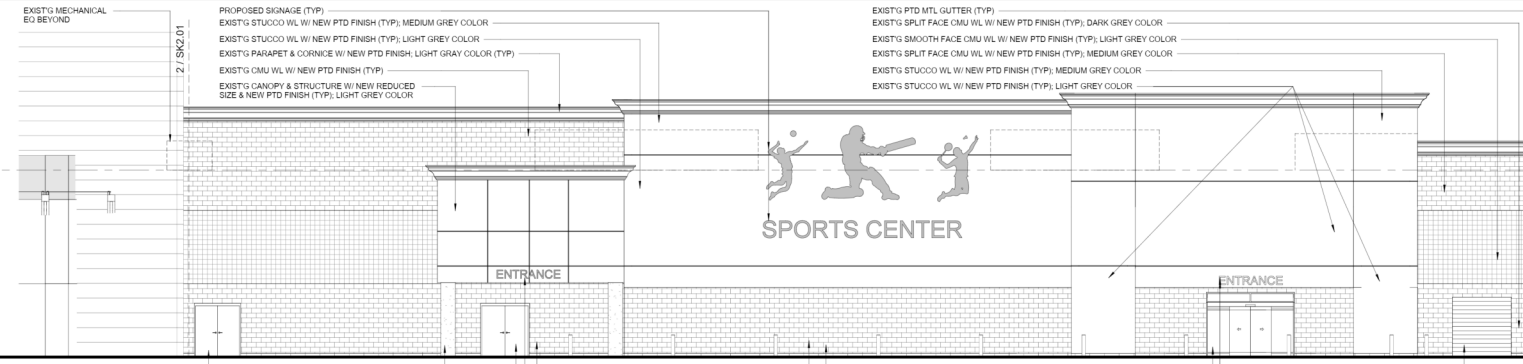 EXIST'G MECHANICAL
EQ BEYOND
2 / SK2.01
PROPOSED SIGNAGE (TYP)
EXIST'G STUCCO WL W/ NEW PTD FINISH (TYP); MEDIUM GREY COLOR
EXIST'G STUCCO WL W/ NEW PTD FINISH (TYP); LIGHT GREY COLOR
EXIST'G PARAPET & CORNICE W/ NEW PTD FINISH; LIGHT GRAY COLOR (TYP)
EXIST'G CMU WL W/ NEW PTD FINISH (TYP)
EXIST'G CANOPY & STRUCTURE W/ NEW REDUCED
SIZE & NEW PTD FINISH (TYP); LIGHT GREY COLOR
EXIST'G PTD MTL GUTTER (TYP)
EXIST'G SPLIT FACE CMU WL W/ NEW PTD FINISH (TYP); DARK GREY COLOR
EXIST'G SMOOTH FACE CMU WL W/ NEW PTD FINISH (TYP); LIGHT GREY COLOR
EXIST'G SPLIT FACE CMU WL W/ NEW PTD FINISH (TYP); MEDIUM GREY COLOR
EXIST'G STUCCO WL W/ NEW PTD FINISH (TYP); MEDIUM GREY COLOR
EXIST'G STUCCO WL W/ NEW PTD FINISH (TYP); LIGHT GREY COLOR
SPORTS CENTER
ENTRANCE
ENTRANCE